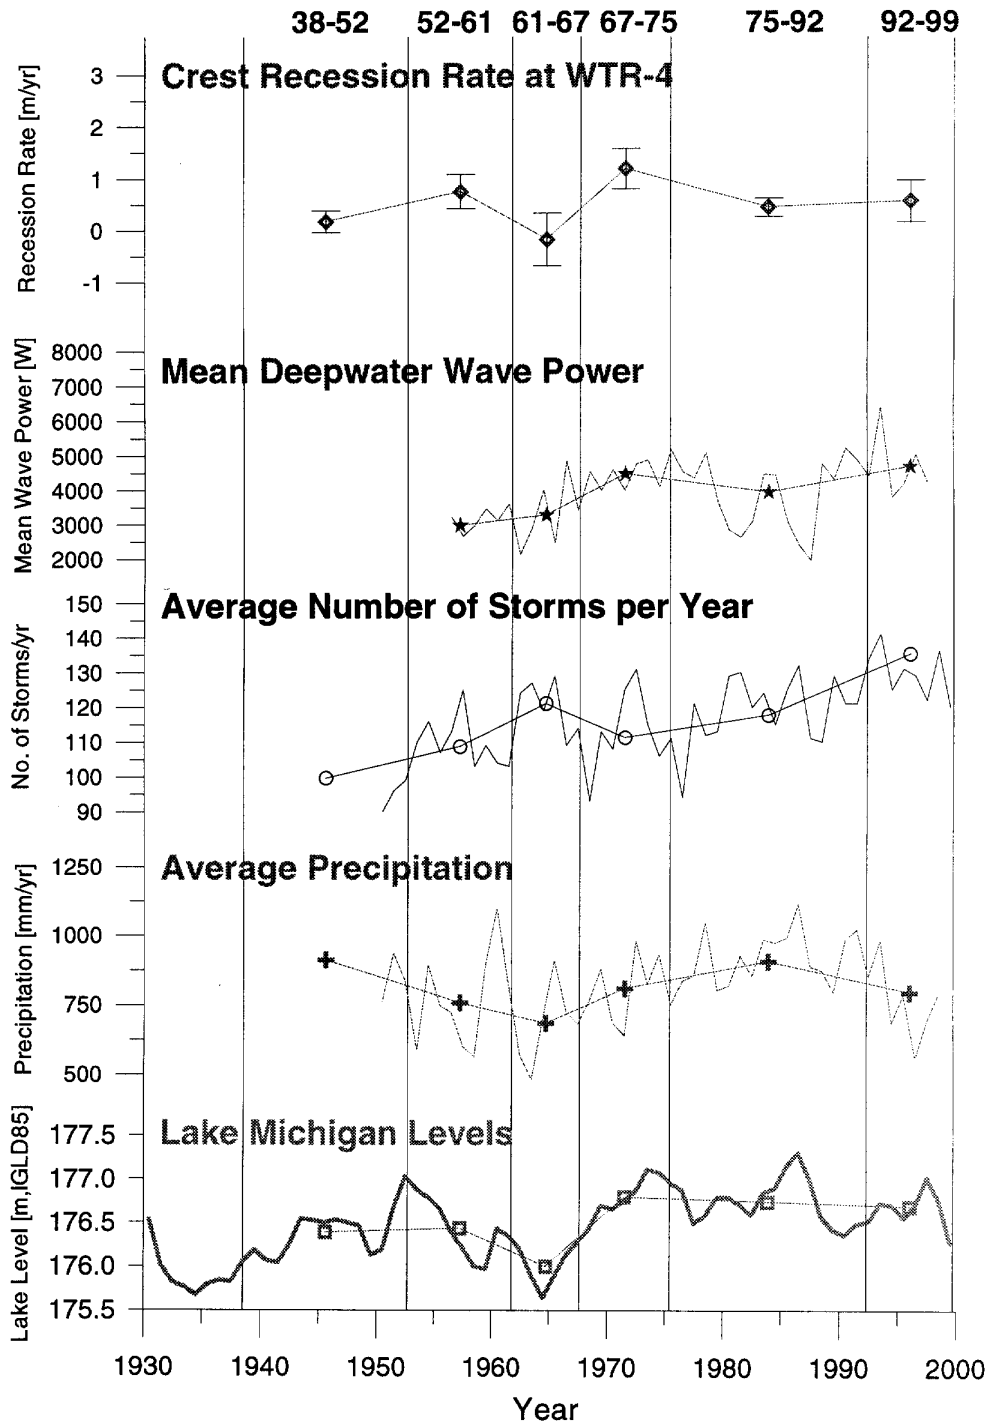 38-52 52-61 61-67 67-75 75-92 92-99
Crest Recession Rate at WTR-4
Recession Rate [m/yr]
3
2
1
0
-1
Mean Deepwater Wave Power
Mean Wave Power [W]
8000
7000
6000
5000
4000
3000
2000
Average Number of Storms per Year
No. of Storms/yr
150
140
130
120
110
100
90
Average Precipitation
Precipitation [mm/yr]
1250
1000
750
500
Lake Michigan Levels
Lake Level [m,IGLD85]
177.5
177.0
176.5
176.0
175.5
1930 1940 1950 1960 1970 1980 1990 2000
Year